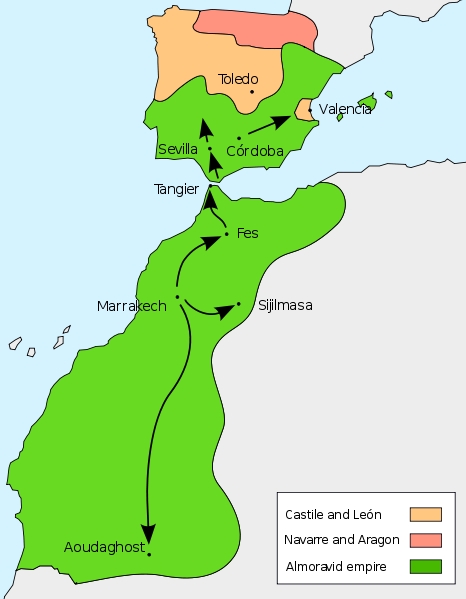 Toledo
Valencia
Sevilla
Córdoba
Tangier
Fes
Marrakech
Sijilmasa
Aoudaghost
Castile and León
Navarre and Aragon
Almoravid empire